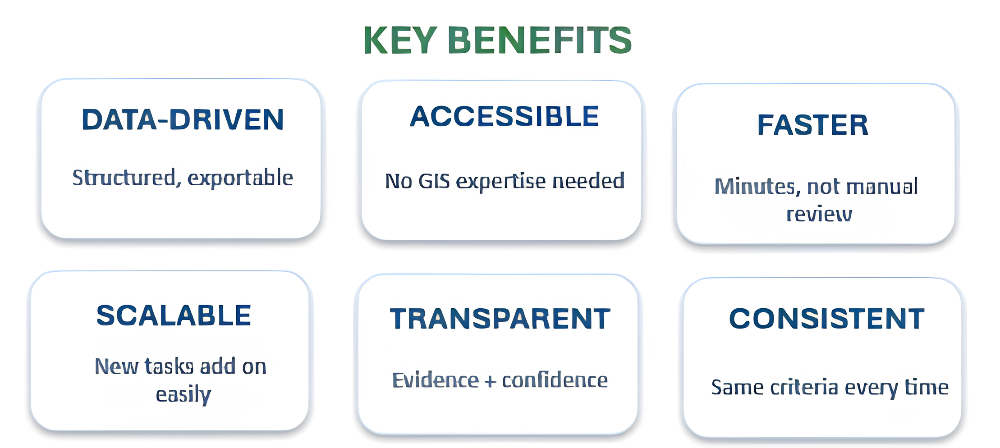 KEY BENEFITS
DATA-DRIVEN
Structured, exportable
ACCESSIBLE
No GIS expertise needed
FASTER
Minutes, not manual
review
SCALABLE
New tasks add on
easily
TRANSPARENT
Evidence + confidence
CONSISTENT
Same criteria every time